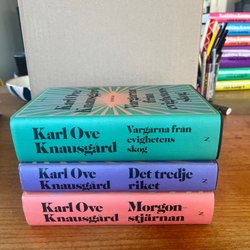 Karl Ove
Knausgård
Vargarna från
evighetens
skog
Karl Ove
Knausgård
Det tredje
riket
Karl Ove
Knausgård
Morgon-
stjärnan